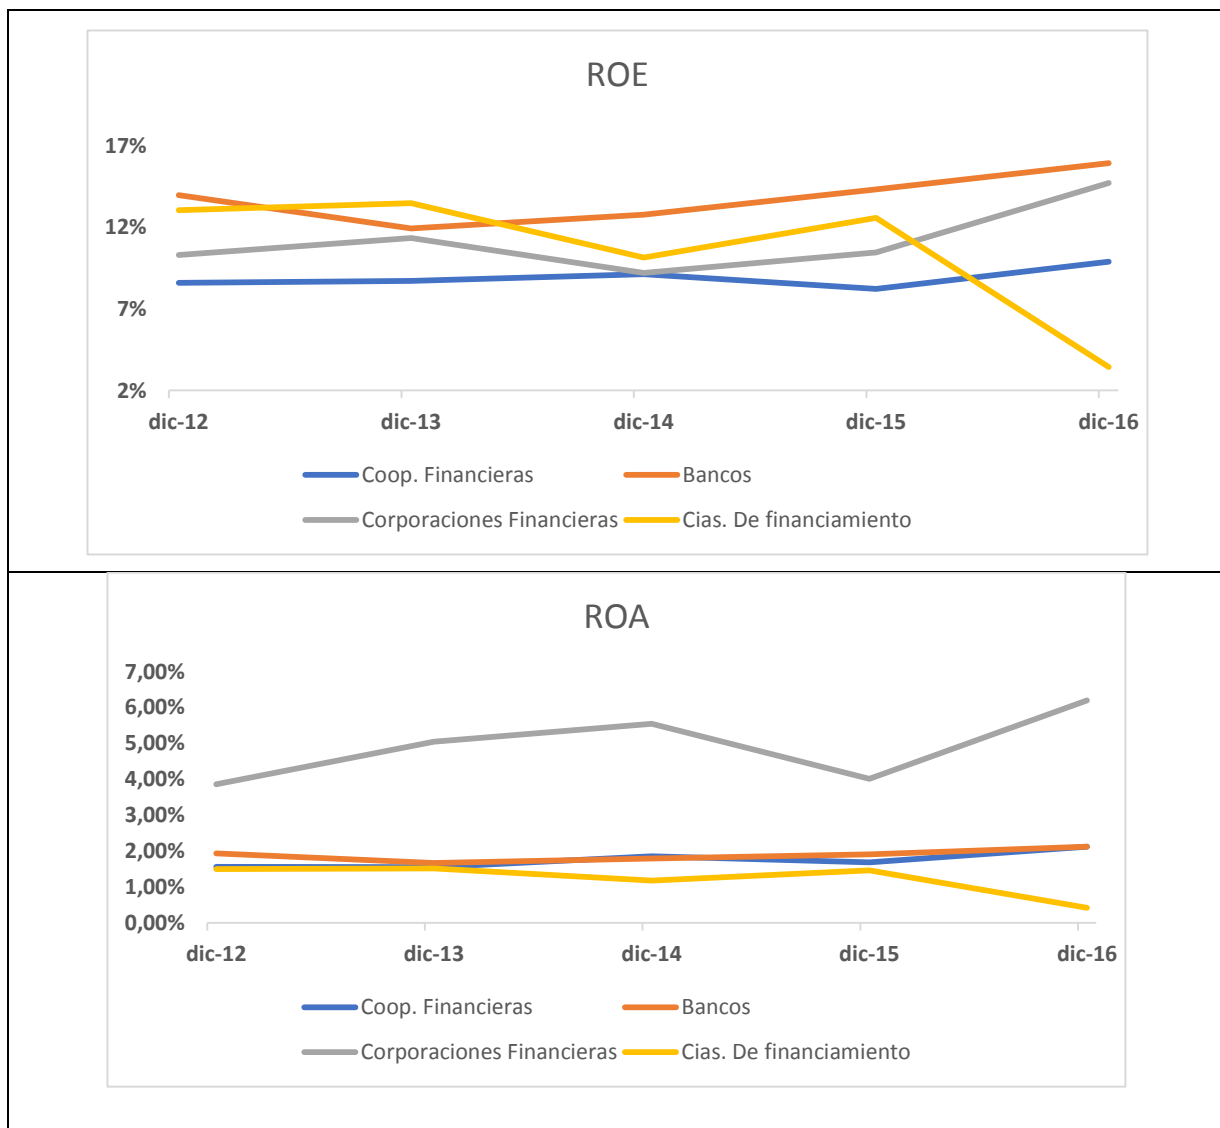 ROE
17%
12%
7%
2%
dic-12 dic-13 dic-14 dic-15 dic-16
Coop. Financieras Bancos
Corporaciones Financieras Cias. De financiamiento
ROA
7,00%
6,00%
5,00%
4,00%
3,00%
2,00%
1,00%
0,00%
dic-12 dic-13 dic-14 dic-15 dic-16
Coop. Financieras Bancos
Corporaciones Financieras Cias. De financiamiento